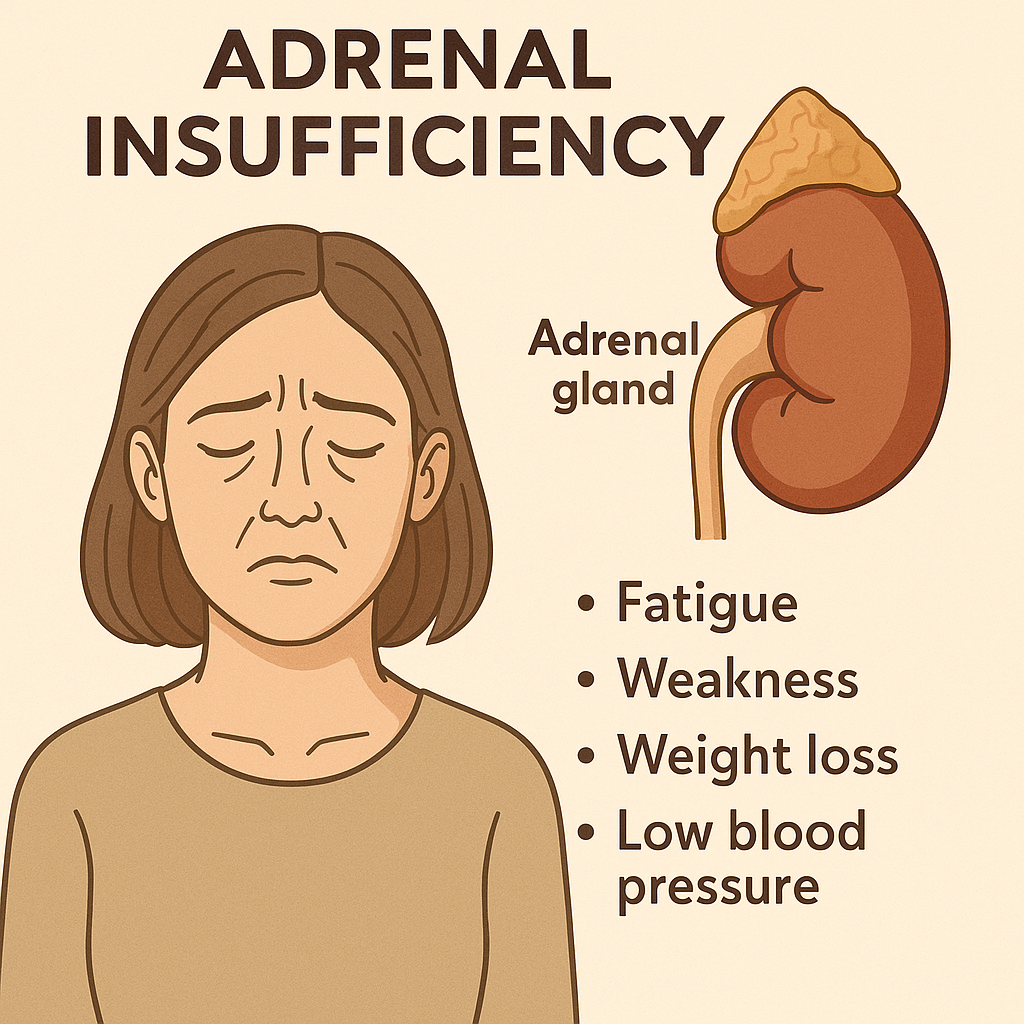 ADRENAL
INSUFFICIENCY
Adrenal
gland
• Fatigue
• Weakness
• Weight loss
• Low blood
pressure